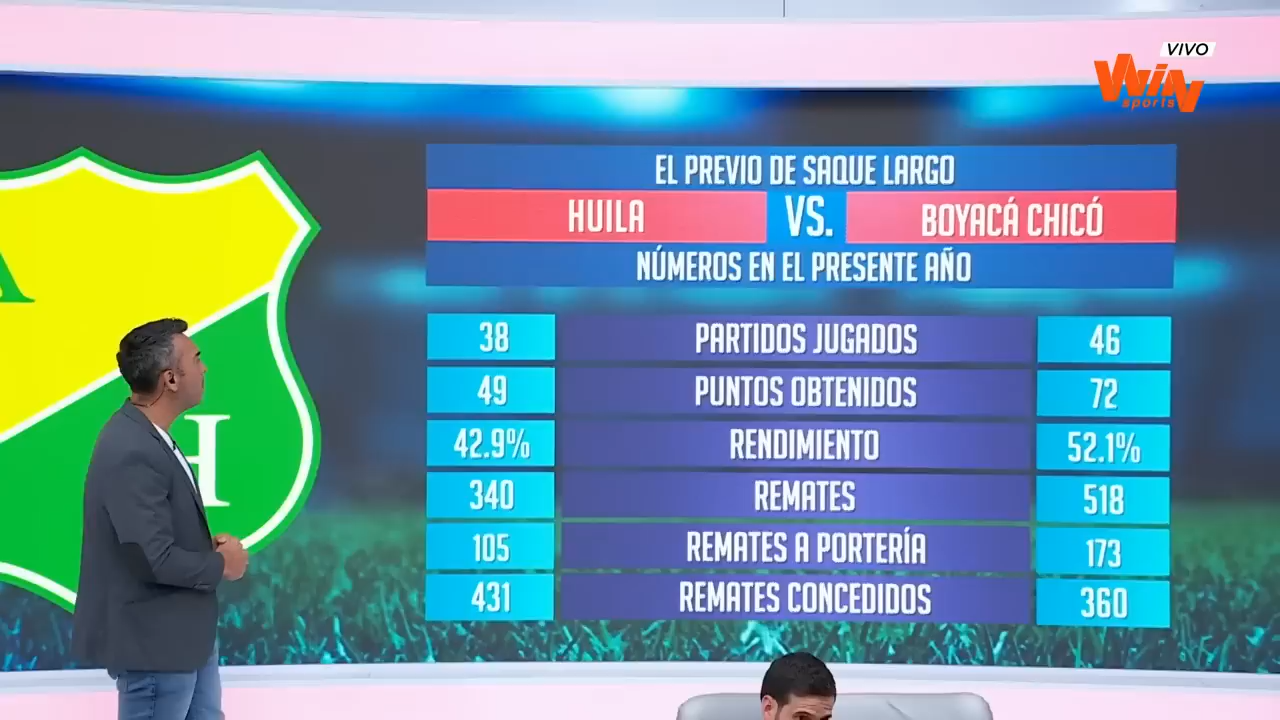 VIVO
WIN
sports
EL PREVIO DE SAQUE LARGO
HUILA VS. BOYACÁ CHICÓ
NÚMEROS EN EL PRESENTE AÑO
38 PARTIDOS JUGADOS 46
49 PUNTOS OBTENIDOS 72
42.9% RENDIMIENTO 52.1%
340 REMATES 518
105 REMATES A PORTERÍA 173
431 REMATES CONCEDIDOS 360
A
H